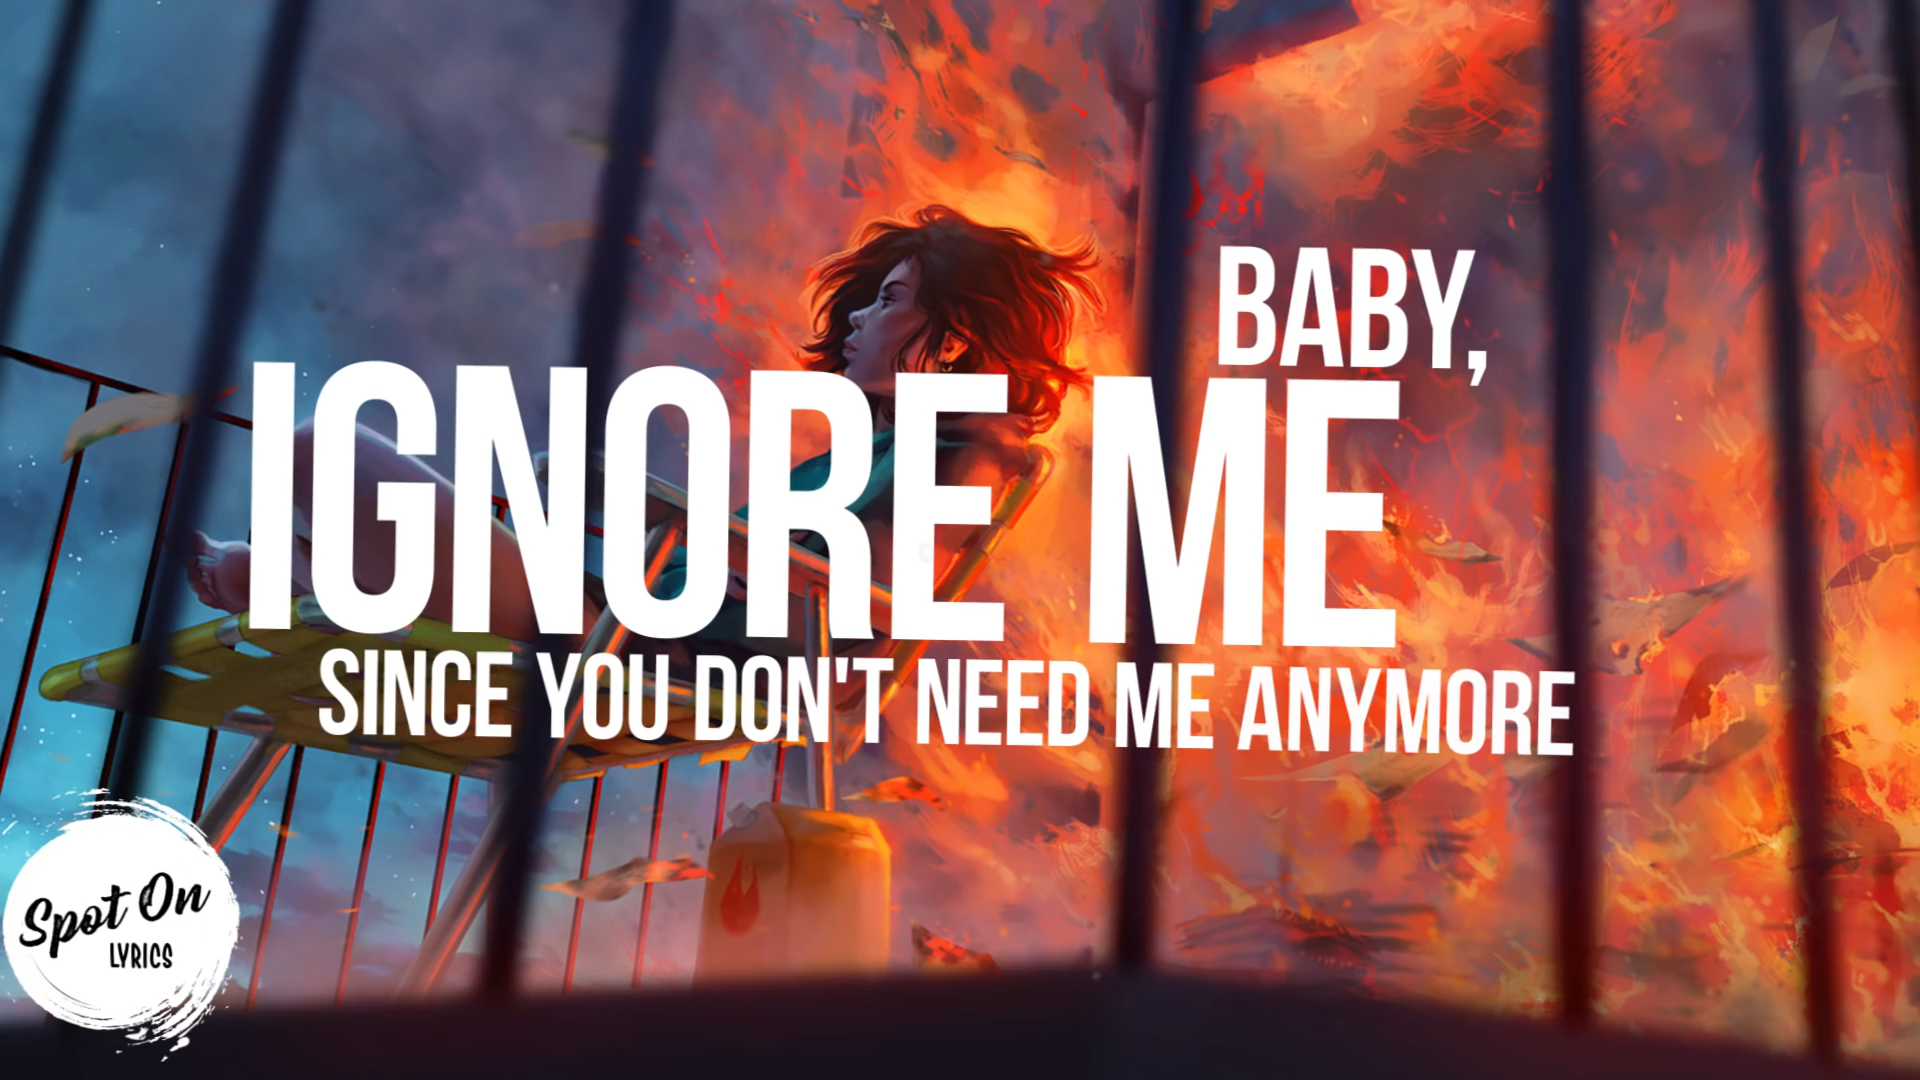 BABY,
IGNORE ME
SINCE YOU DON'T NEED ME ANYMORE
Spot On
LYRICS